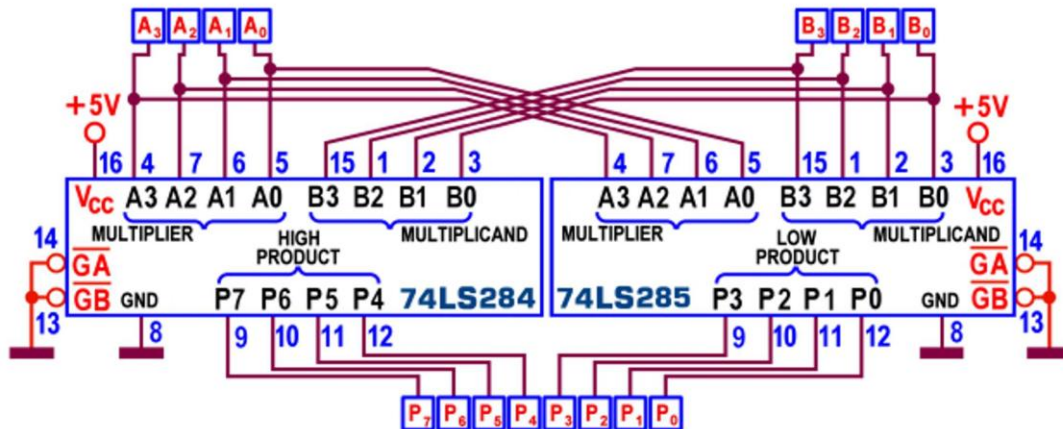 A3 A2 A1 A0 B3 B2 B1 B0
+5V +5V
16 4 7 6 5 15 1 2 3 4 7 6 5 15 1 2 3 16
VCC A3 A2 A1 A0 B3 B2 B1 B0 A3 A2 A1 A0 B3 B2 B1 B0 VCC
MULTIPLIER MULTIPLICAND MULTIPLIER MULTIPLICAND
14 HIGH LOW 14
GA PRODUCT PRODUCT GA
GB GND P7 P6 P5 P4 74LS284 74LS285 P3 P2 P1 P0 GND GB
13 8 9 10 11 12 9 10 11 12 8 13
P7 P6 P5 P4 P3 P2 P1 P0